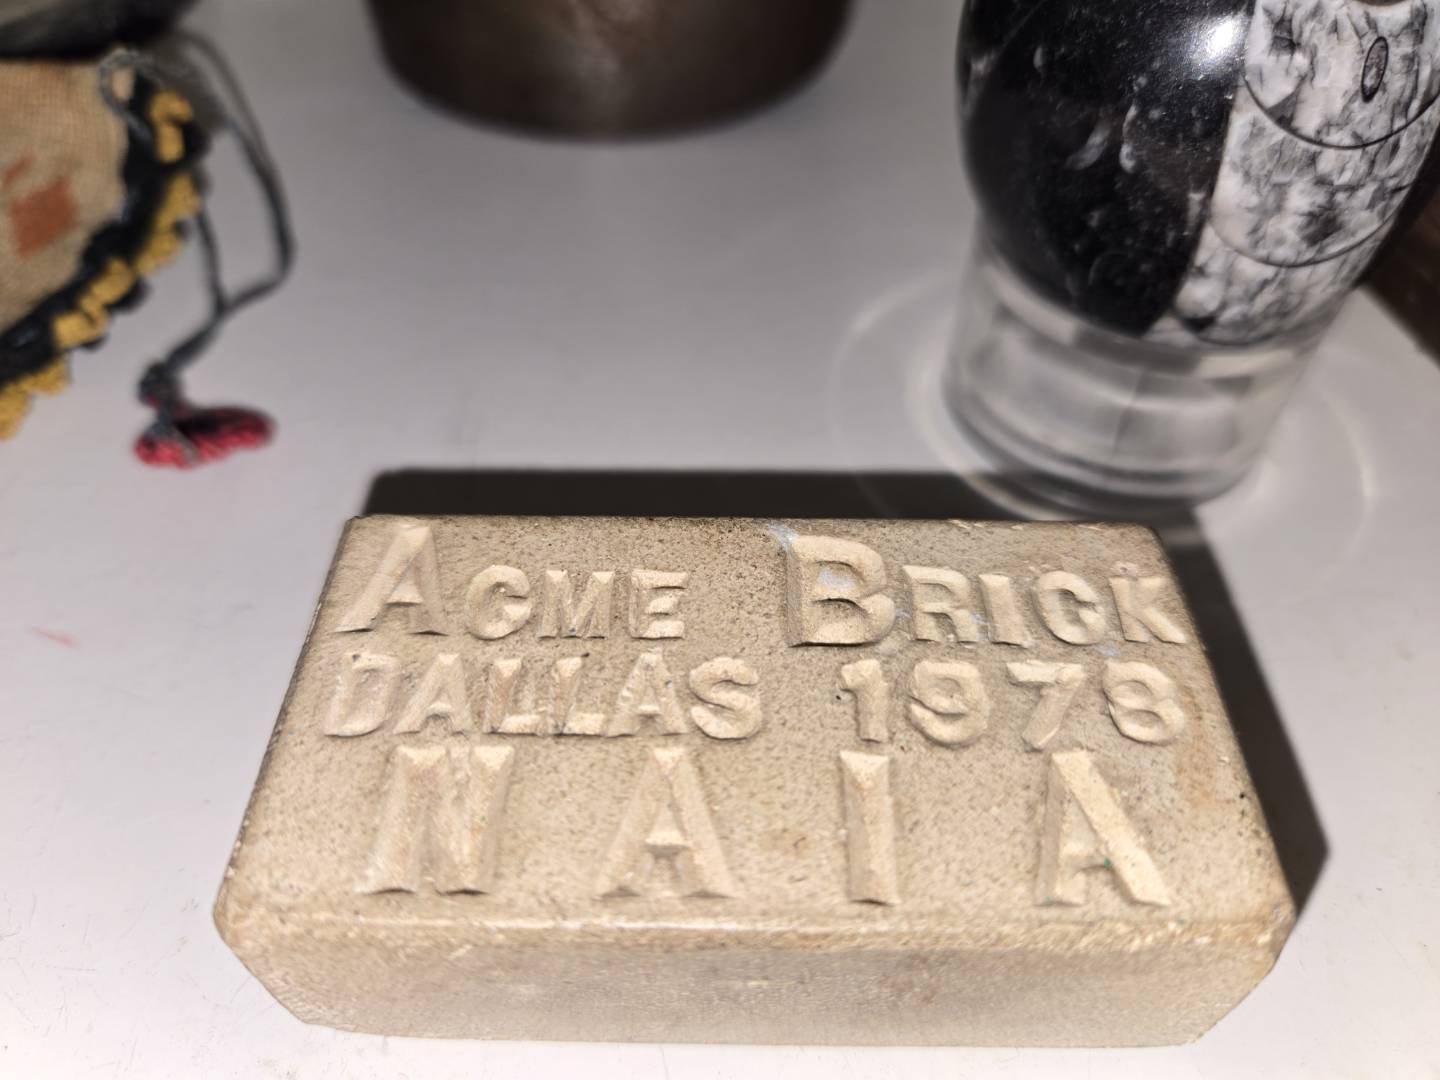 ACME BRICK
DALLAS 1978
NAIA